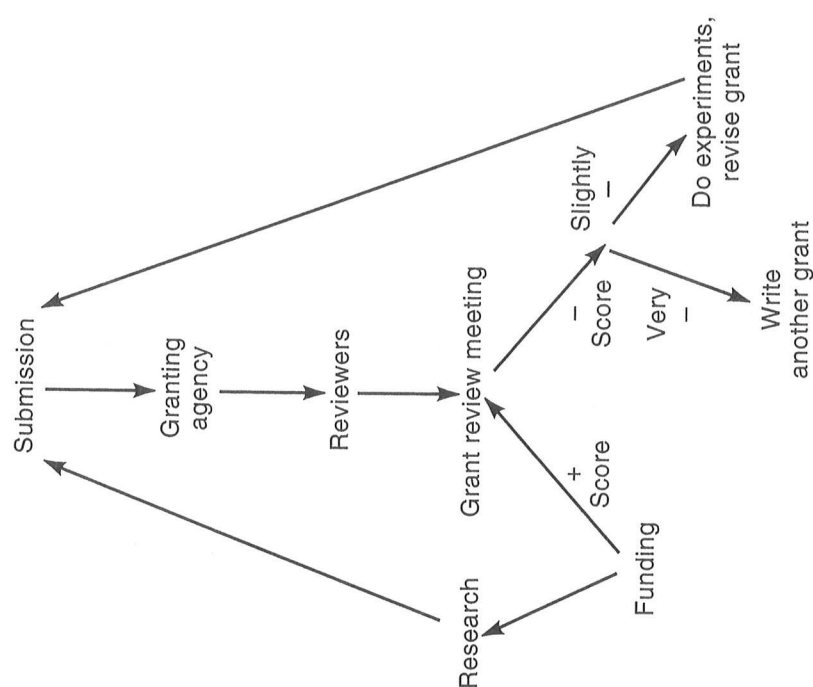 Submission
Granting
agency
Reviewers
Grant review meeting
+
Score
–
Score
Slightly
–
Very
–
Research
Funding
Do experiments,
revise grant
Write
another grant